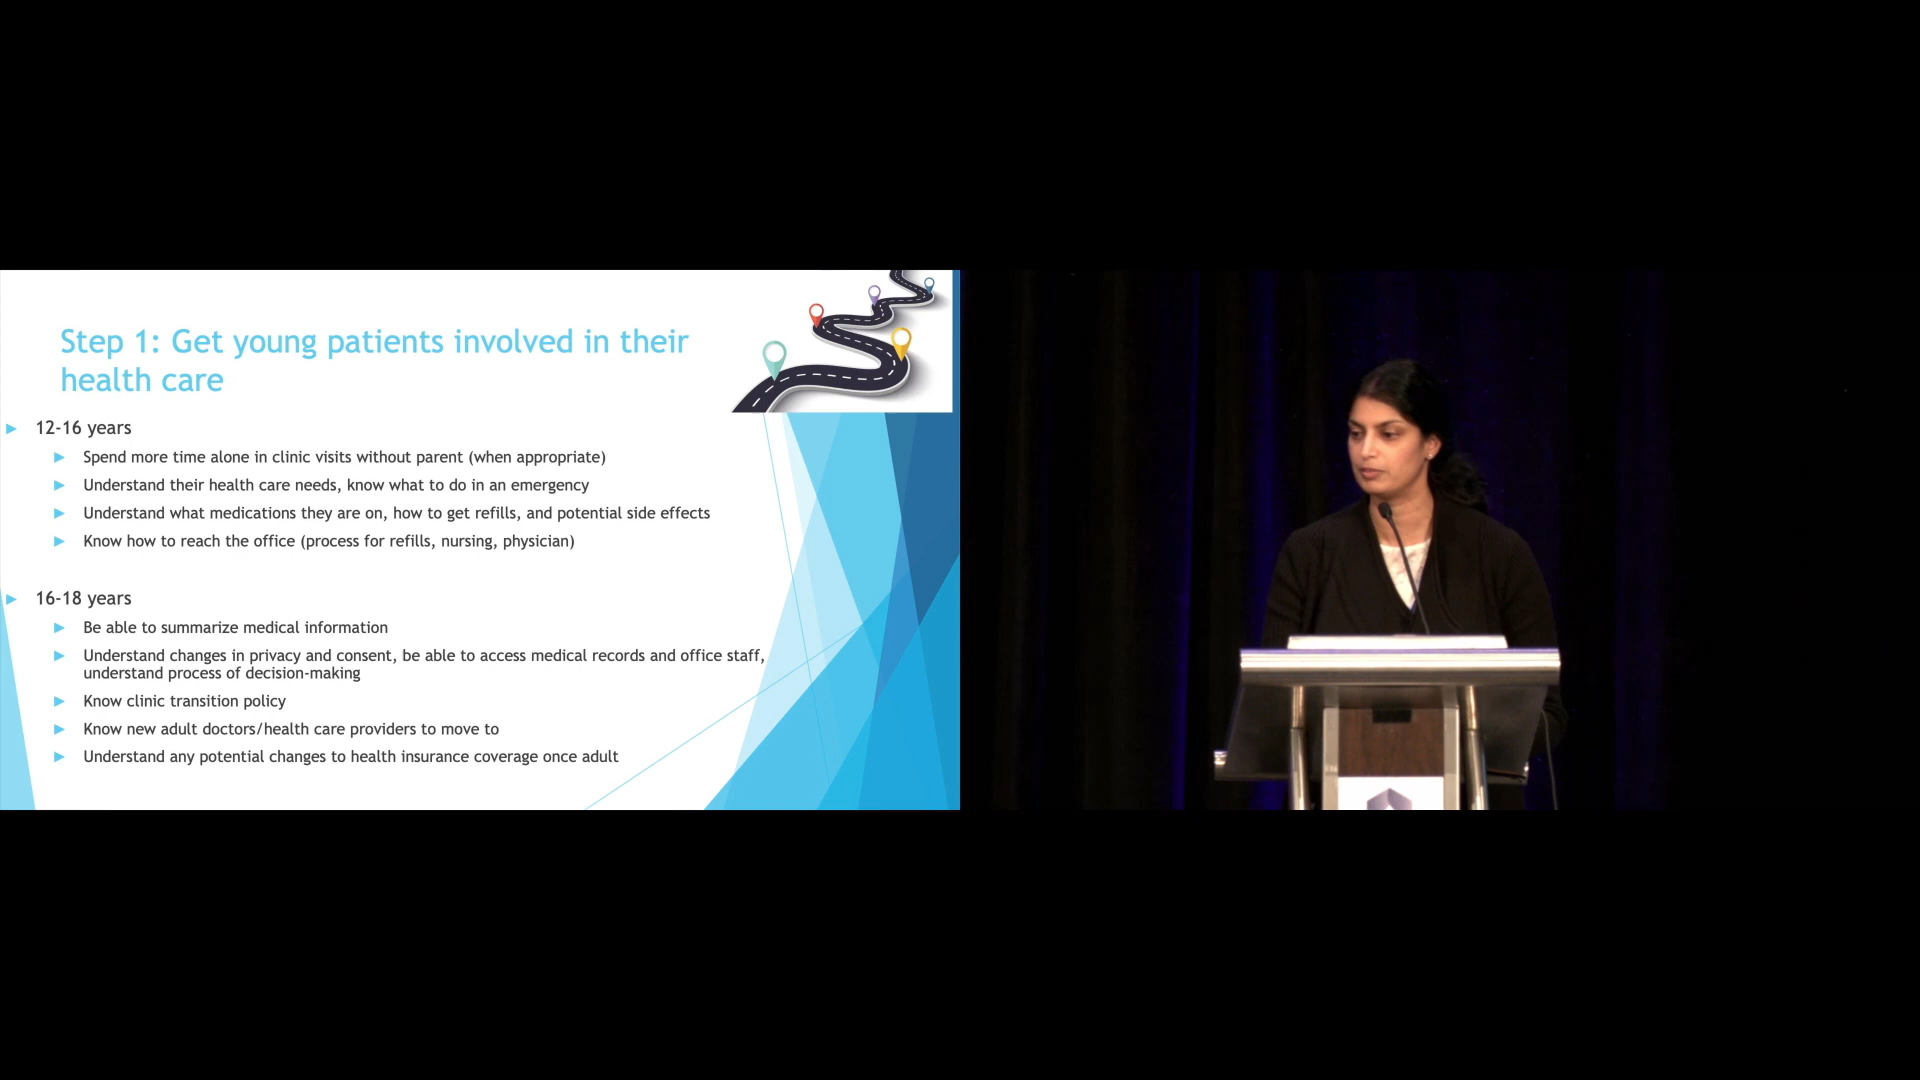 Step 1: Get young patients involved in their
health care
12-16 years
Spend more time alone in clinic visits without parent (when appropriate)
Understand their health care needs, know what to do in an emergency
Understand what medications they are on, how to get refills, and potential side effects
Know how to reach the office (process for refills, nursing, physician)
16-18 years
Be able to summarize medical information
Understand changes in privacy and consent, be able to access medical records and office staff,
understand process of decision-making
Know clinic transition policy
Know new adult doctors/health care providers to move to
Understand any potential changes to health insurance coverage once adult